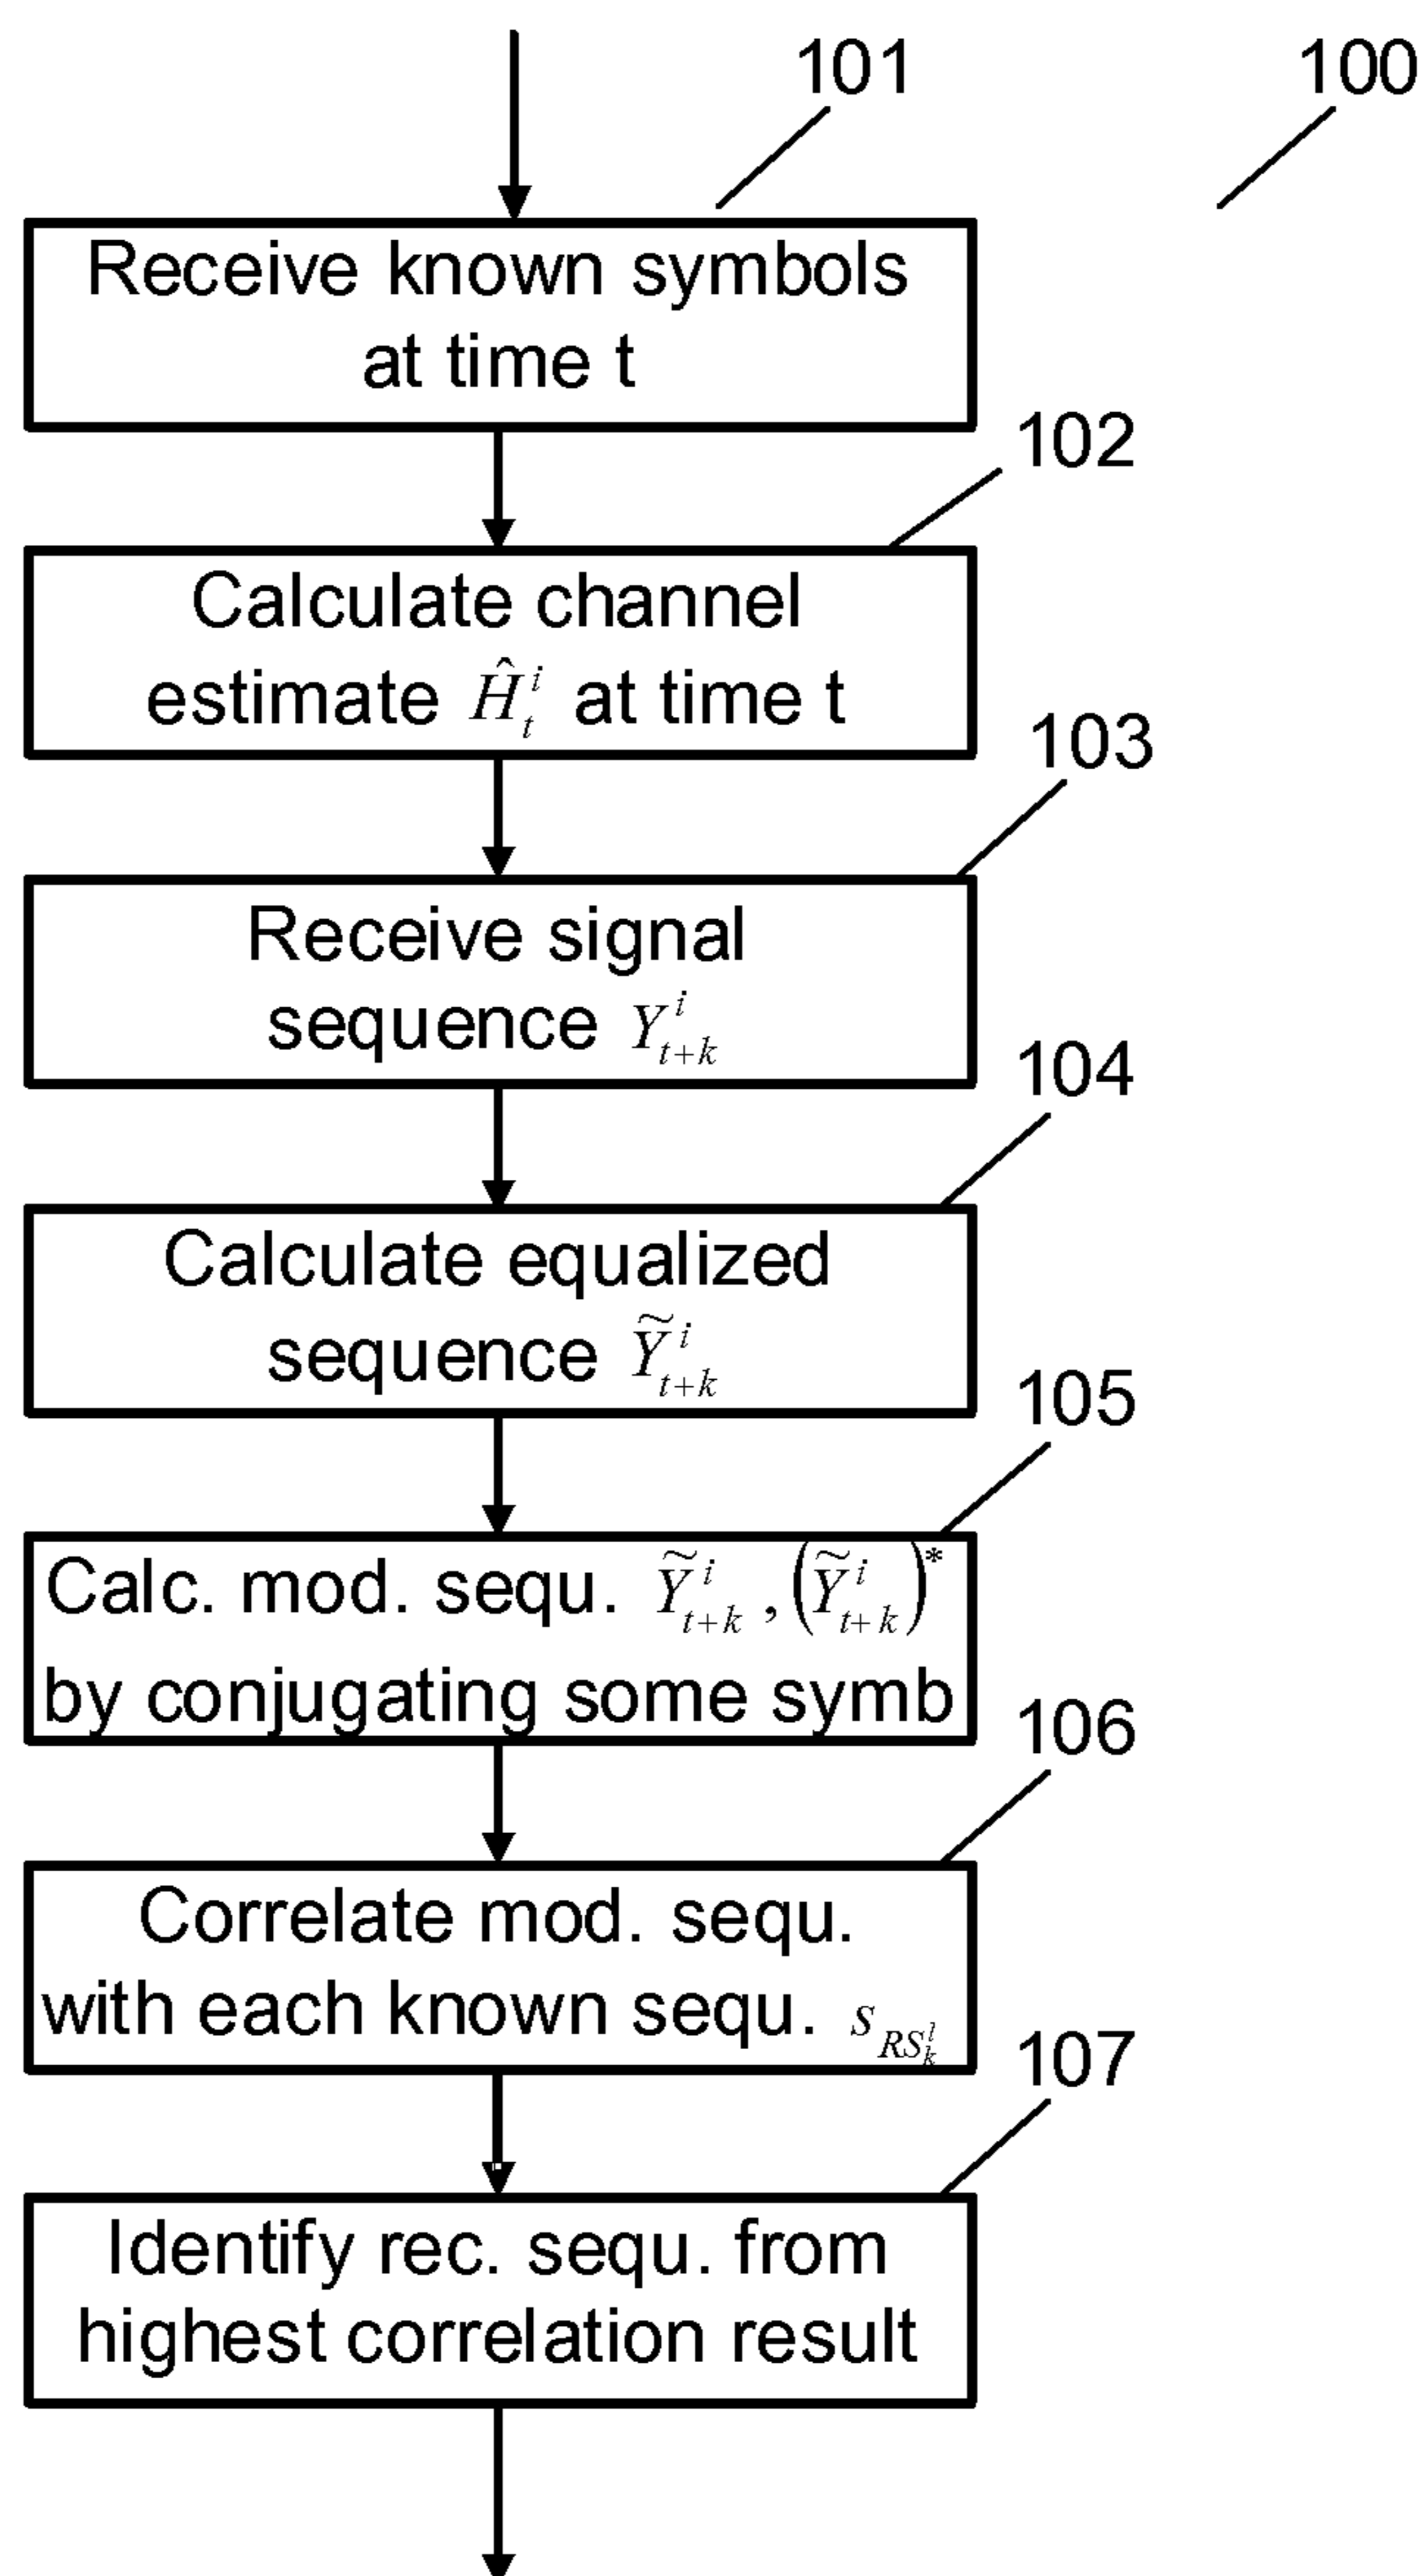 101
100
Receive known symbols
at time t
102
Calculate channel
estimate Ĥ_t^i at time t
103
Receive signal
sequence Y_{t+k}^i
104
Calculate equalized
sequence Ỹ_{t+k}^i
105
Calc. mod. sequ. Ỹ_{t+k}^i , (Ỹ_{t+k}^i)^*
by conjugating some symb
106
Correlate mod. sequ.
with each known sequ. s_{RS_k^l}
107
Identify rec. sequ. from
highest correlation result